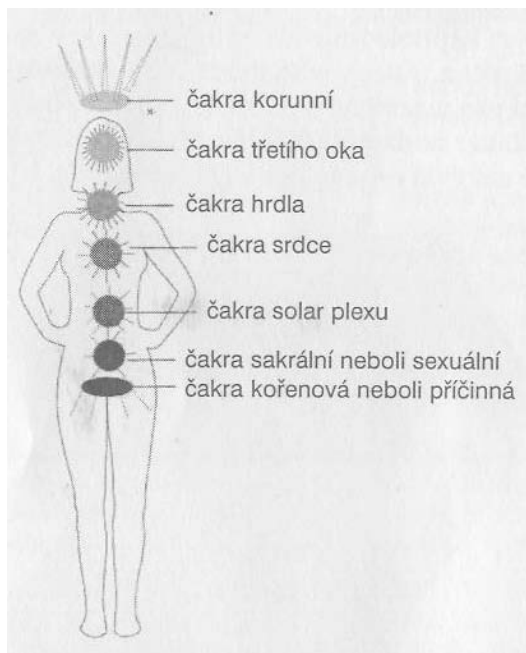 čakra korunní
čakra třetího oka
čakra hrdla
čakra srdce
čakra solar plexu
čakra sakrální neboli sexuální
čakra kořenová neboli příčinná